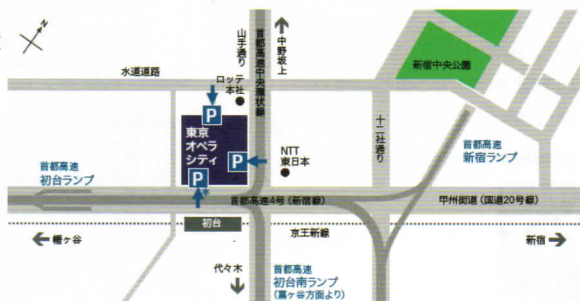 N
山手通り
首都高速中央環状線
中野坂上
新宿中央公園
水道道路
ロッテ
本社
P
東京
オペラ
シティ
P
NTT
東日本
十二社通り
首都高速
新宿ランプ
首都高速
初台ランプ
P
*
首都高速4号(新宿線)
甲州街道(国道20号線)
初台
京王新線
幡ヶ谷
新宿
代々木
首都高速
初台南ランプ
(富ヶ谷方面より)